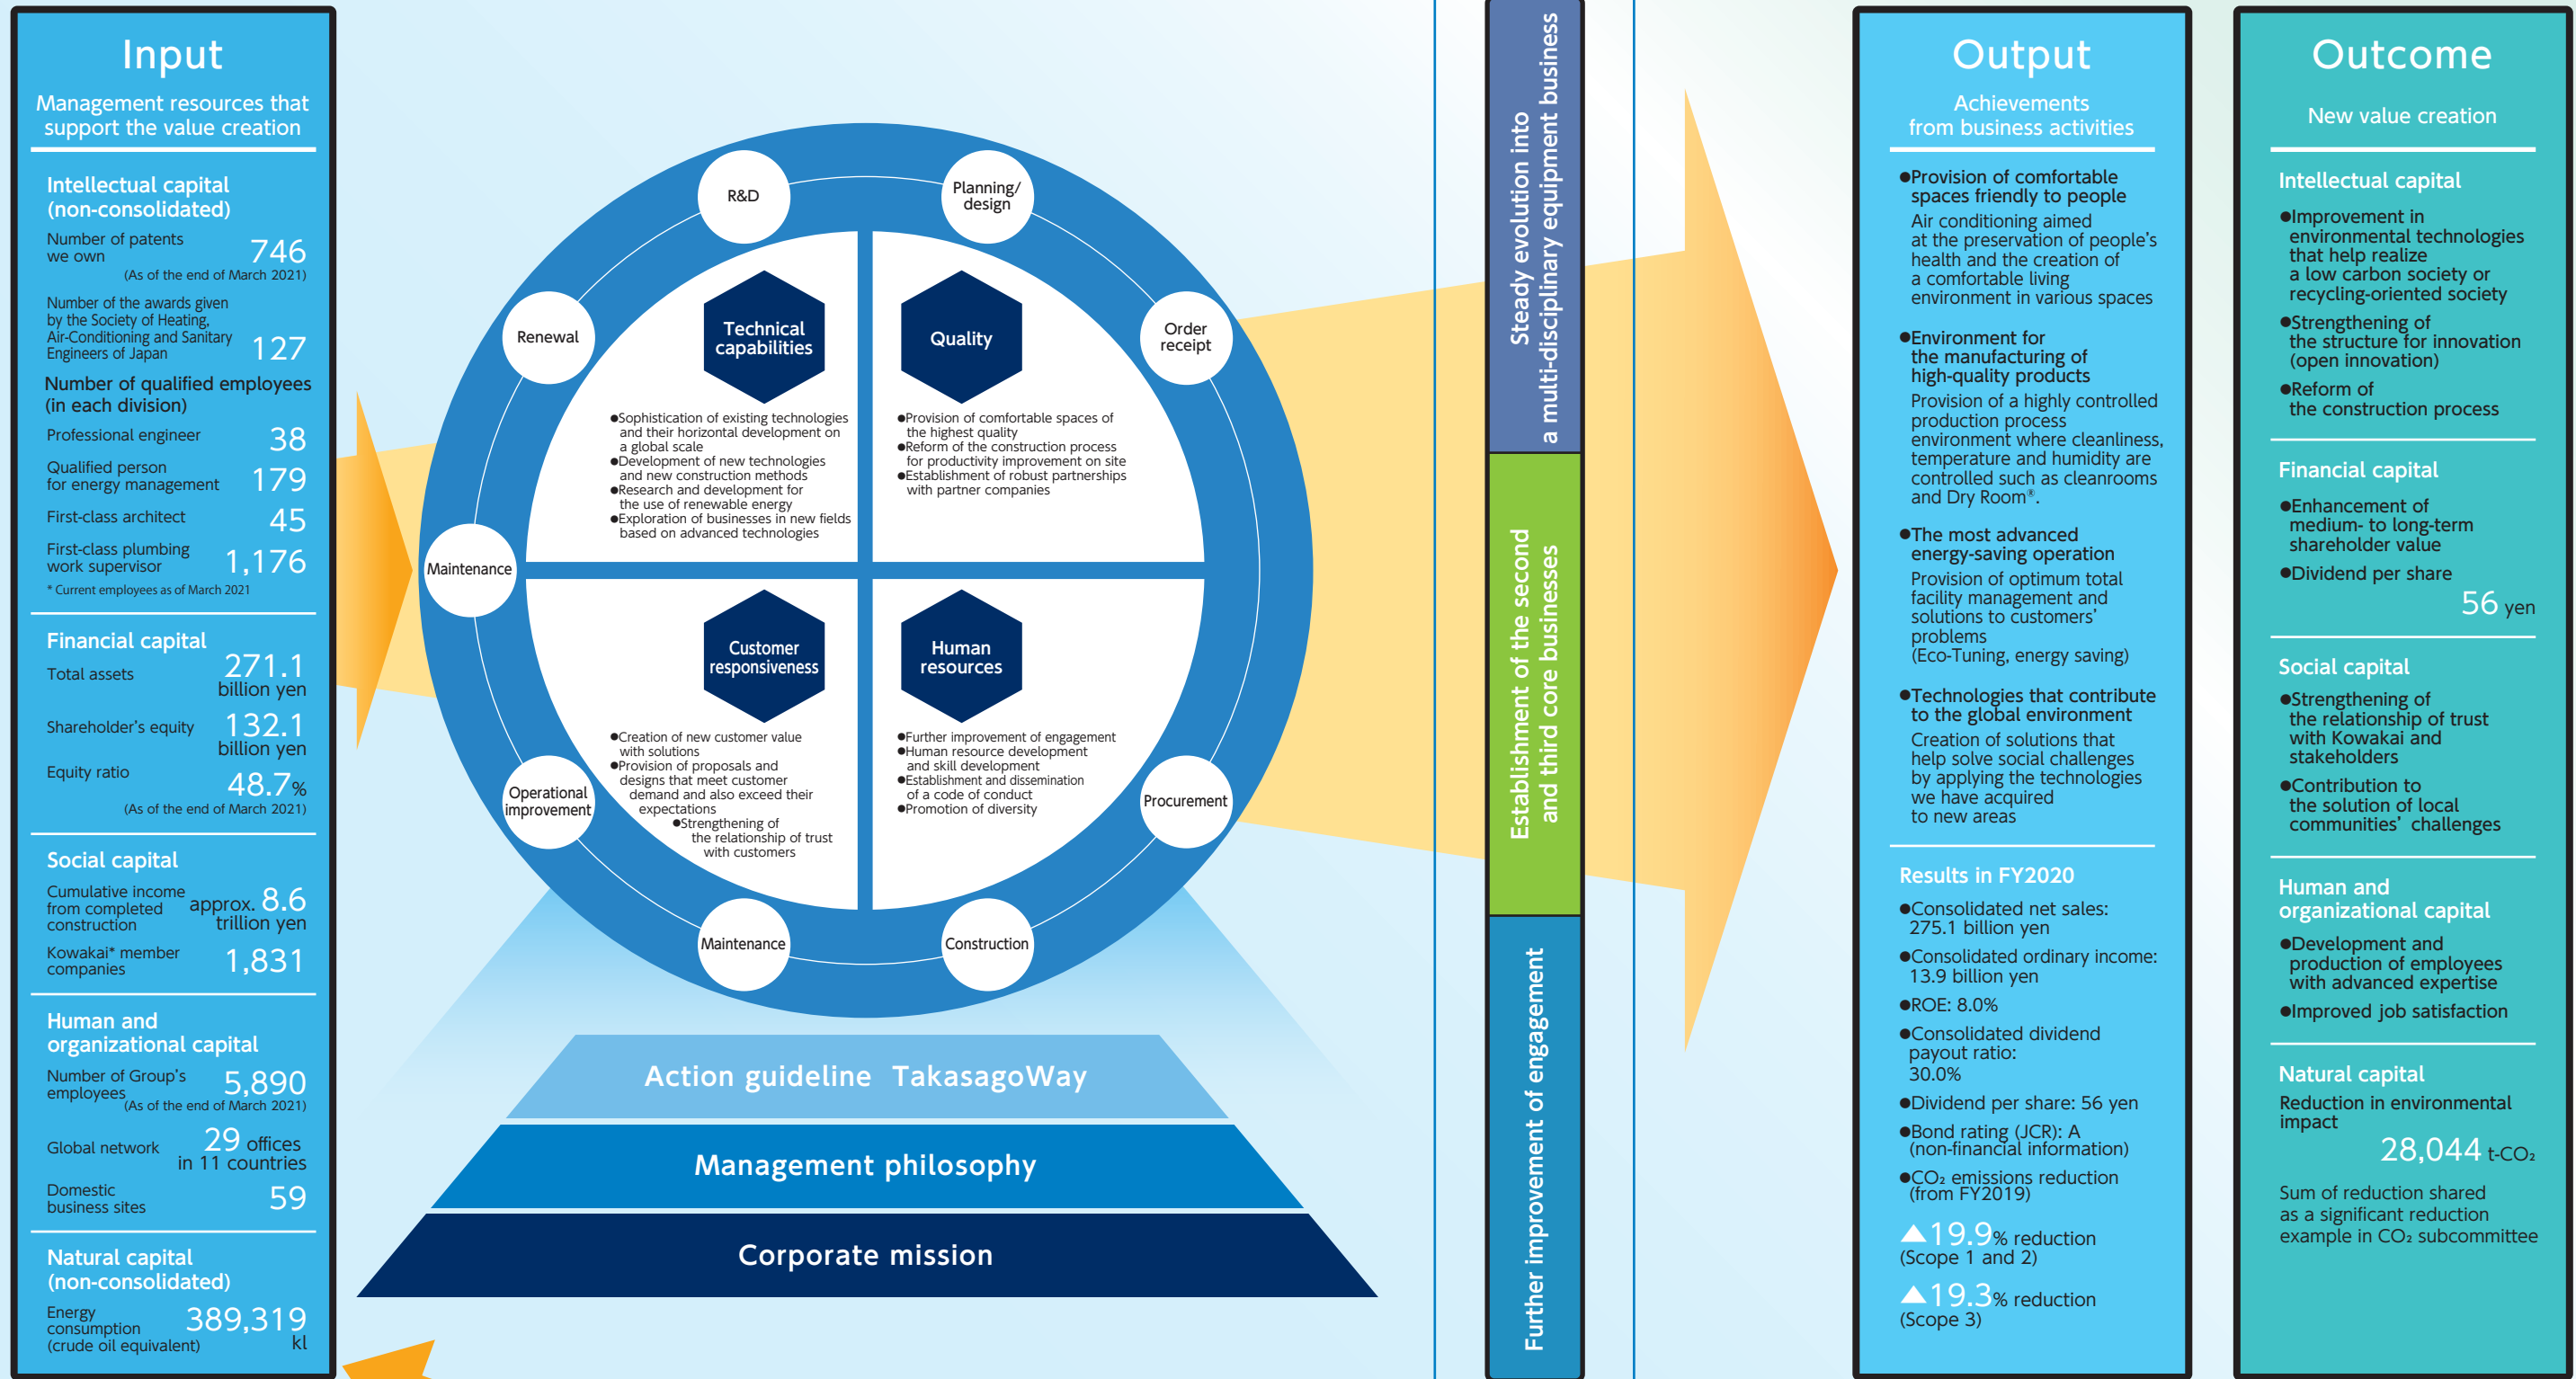 Input
Management resources that
support the value creation
Intellectual capital
(non-consolidated)
Number of patents
we own
746
(As of the end of March 2021)
Number of the awards given
by the Society of Heating,
Air-Conditioning and Sanitary
Engineers of Japan
127
Number of qualified employees
(in each division)
Professional engineer
38
Qualified person
for energy management
179
First-class architect
45
First-class plumbing
work supervisor
1,176
* Current employees as of March 2021
Financial capital
Total assets
271.1
billion yen
Shareholder's equity
132.1
billion yen
Equity ratio
48.7%
(As of the end of March 2021)
Social capital
Cumulative income
from completed
construction
approx. 8.6
trillion yen
Kowakai* member
companies
1,831
Human and
organizational capital
Number of Group's
employees
5,890
(As of the end of March 2021)
Global network
29 offices
in 11 countries
Domestic
business sites
59
Natural capital
(non-consolidated)
Energy
consumption
(crude oil equivalent)
389,319
kl
R&D
Planning/
design
Renewal
Order
receipt
Maintenance
Operational
improvement
Procurement
Maintenance
Construction
Technical
capabilities
●Sophistication of existing technologies
and their horizontal development on
a global scale
●Development of new technologies
and new construction methods
●Research and development for
the use of renewable energy
●Exploration of businesses in new fields
based on advanced technologies
Quality
●Provision of comfortable spaces of
the highest quality
●Reform of the construction process
for productivity improvement on site
●Establishment of robust partnerships
with partner companies
Customer
responsiveness
●Creation of new customer value
with solutions
●Provision of proposals and
designs that meet customer
demand and also exceed their
expectations
●Strengthening of
the relationship of trust
with customers
Human
resources
●Further improvement of engagement
●Human resource development
and skill development
●Establishment and dissemination
of a code of conduct
●Promotion of diversity
Action guideline TakasagoWay
Management philosophy
Corporate mission
Steady evolution into
a multi-disciplinary equipment business
Establishment of the second
and third core businesses
Further improvement of engagement
Output
Achievements
from business activities
●Provision of comfortable
spaces friendly to people
Air conditioning aimed
at the preservation of people's
health and the creation of
a comfortable living
environment in various spaces
●Environment for
the manufacturing of
high-quality products
Provision of a highly controlled
production process
environment where cleanliness,
temperature and humidity are
controlled such as cleanrooms
and Dry Room®.
●The most advanced
energy-saving operation
Provision of optimum total
facility management and
solutions to customers'
problems
(Eco-Tuning, energy saving)
●Technologies that contribute
to the global environment
Creation of solutions that
help solve social challenges
by applying the technologies
we have acquired
to new areas
Results in FY2020
●Consolidated net sales:
275.1 billion yen
●Consolidated ordinary income:
13.9 billion yen
●ROE: 8.0%
●Consolidated dividend
payout ratio:
30.0%
●Dividend per share: 56 yen
●Bond rating (JCR): A
(non-financial information)
●CO₂ emissions reduction
(from FY2019)
▲19.9% reduction
(Scope 1 and 2)
▲19.3% reduction
(Scope 3)
Outcome
New value creation
Intellectual capital
●Improvement in
environmental technologies
that help realize
a low carbon society or
recycling-oriented society
●Strengthening of
the structure for innovation
(open innovation)
●Reform of
the construction process
Financial capital
●Enhancement of
medium- to long-term
shareholder value
●Dividend per share
56 yen
Social capital
●Strengthening of
the relationship of trust
with Kowakai and
stakeholders
●Contribution to
the solution of local
communities' challenges
Human and
organizational capital
●Development and
production of employees
with advanced expertise
●Improved job satisfaction
Natural capital
Reduction in environmental
impact
28,044 t-CO₂
Sum of reduction shared
as a significant reduction
example in CO₂ subcommittee